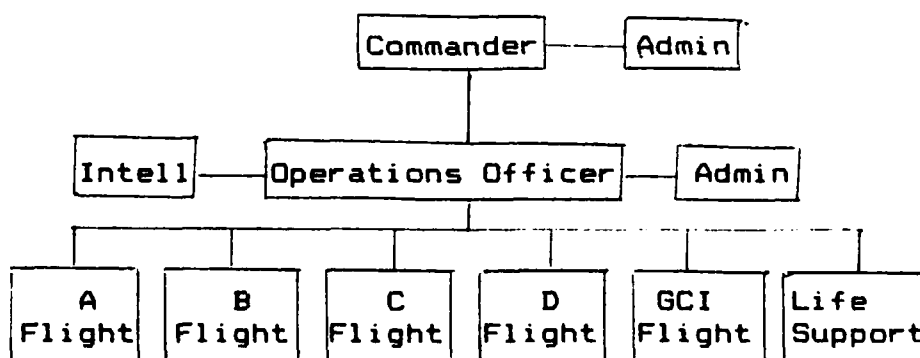 Commander Admin
Intell Operations Officer Admin
A B C D GCI Life
Flight Flight Flight Flight Flight Support